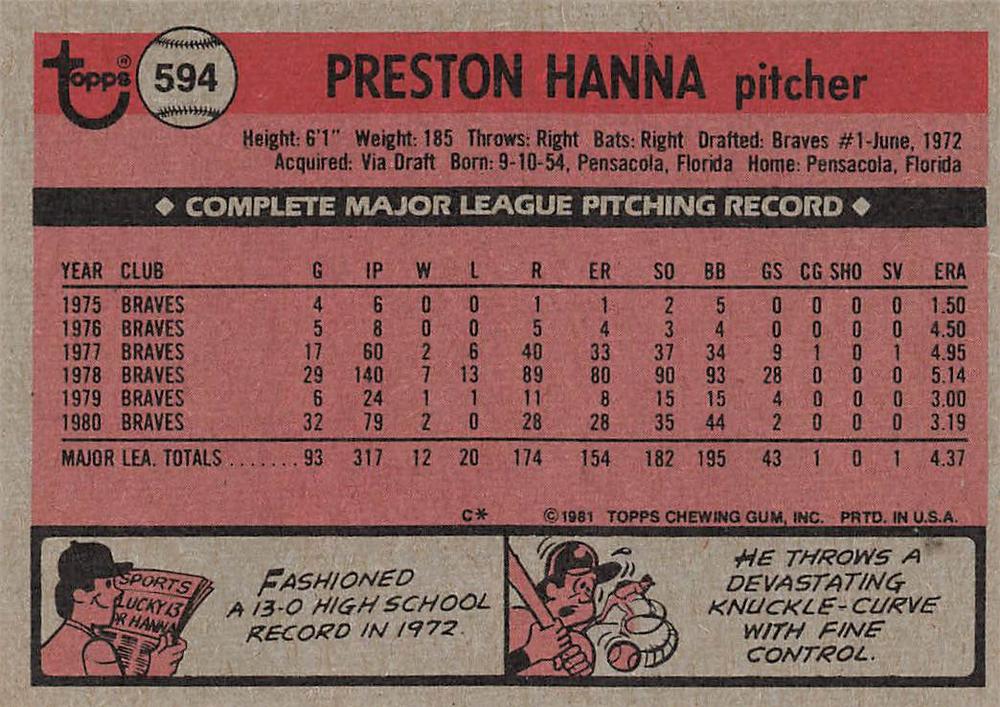 topps® 594 PRESTON HANNA pitcher
Height: 6'1" Weight: 185 Throws: Right Bats: Right Drafted: Braves #1-June, 1972
Acquired: Via Draft Born: 9-10-54, Pensacola, Florida Home: Pensacola, Florida
◆ COMPLETE MAJOR LEAGUE PITCHING RECORD ◆
YEAR CLUB G IP W L R ER SO BB GS CG SHO SV ERA
1975 BRAVES 4 6 0 0 1 1 2 5 0 0 0 0 1.50
1976 BRAVES 5 8 0 0 5 4 3 4 0 0 0 0 4.50
1977 BRAVES 17 60 2 6 40 33 37 34 9 1 0 1 4.95
1978 BRAVES 29 140 7 13 89 80 90 93 28 0 0 0 5.14
1979 BRAVES 6 24 1 1 11 8 15 15 4 0 0 0 3.00
1980 BRAVES 32 79 2 0 28 28 35 44 2 0 0 0 3.19
MAJOR LEA. TOTALS ....... 93 317 12 20 174 154 182 195 43 1 0 1 4.37
C* ©1981 TOPPS CHEWING GUM, INC. PRTD. IN U.S.A.
SPORTS
LUCKY 13
OR HANNA
FASHIONED
A 13-0 HIGH SCHOOL
RECORD IN 1972.
HE THROWS A
DEVASTATING
KNUCKLE-CURVE
WITH FINE
CONTROL.